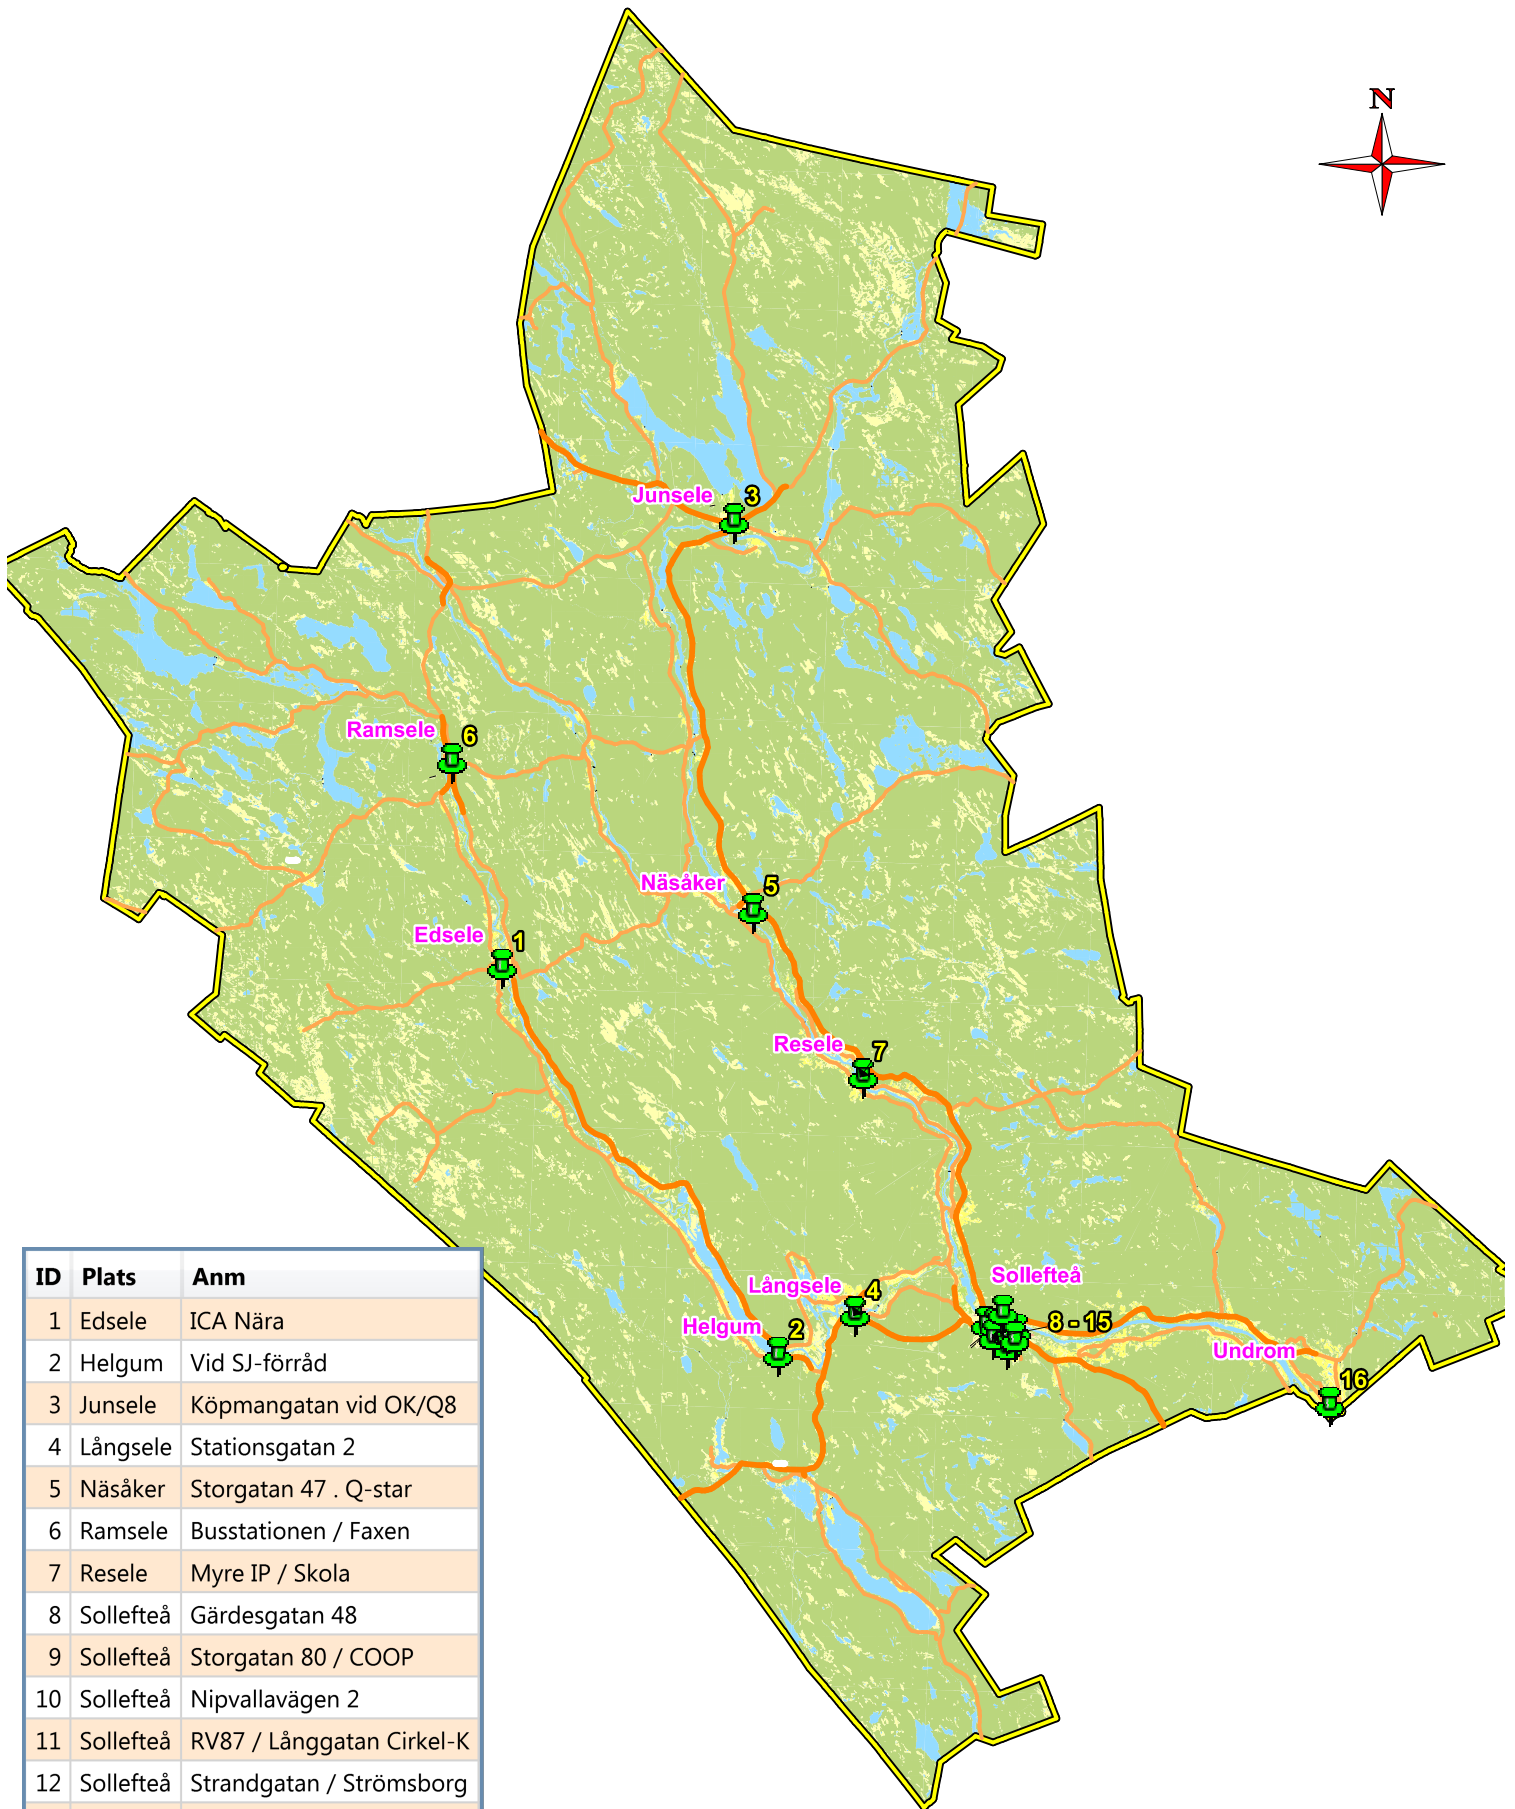 N
Junsele
3
Ramsele
6
Näsåker
5
Edsele
1
Resele
7
Sollefteå
Långsele
4
8 - 15
Helgum
2
Undrom
16
ID Plats Anm
1 Edsele ICA Nära
2 Helgum Vid SJ-förråd
3 Junsele Köpmangatan vid OK/Q8
4 Långsele Stationsgatan 2
5 Näsåker Storgatan 47 . Q-star
6 Ramsele Busstationen / Faxen
7 Resele Myre IP / Skola
8 Sollefteå Gärdesgatan 48
9 Sollefteå Storgatan 80 / COOP
10 Sollefteå Nipvallavägen 2
11 Sollefteå RV87 / Långgatan Cirkel-K
12 Sollefteå Strandgatan / Strömsborg